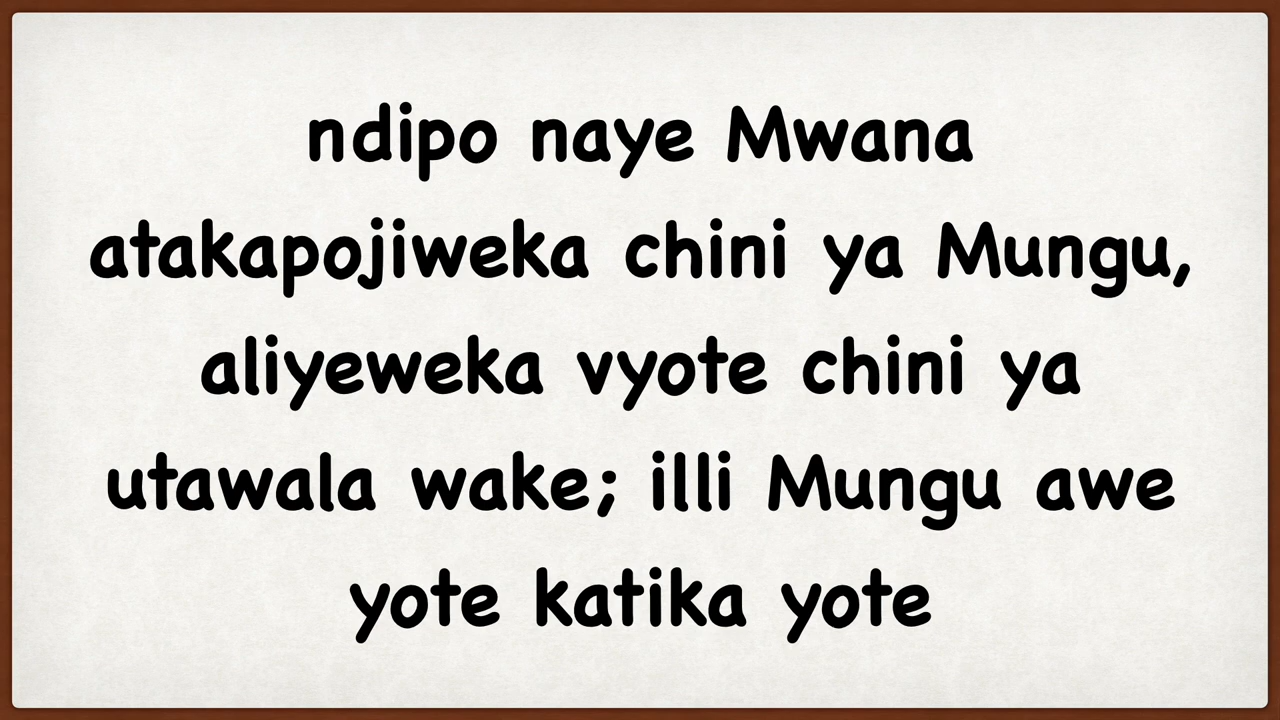 ndipo naye Mwana
atakapojiweka chini ya Mungu,
aliyeweka vyote chini ya
utawala wake; illi Mungu awe
yote katika yote